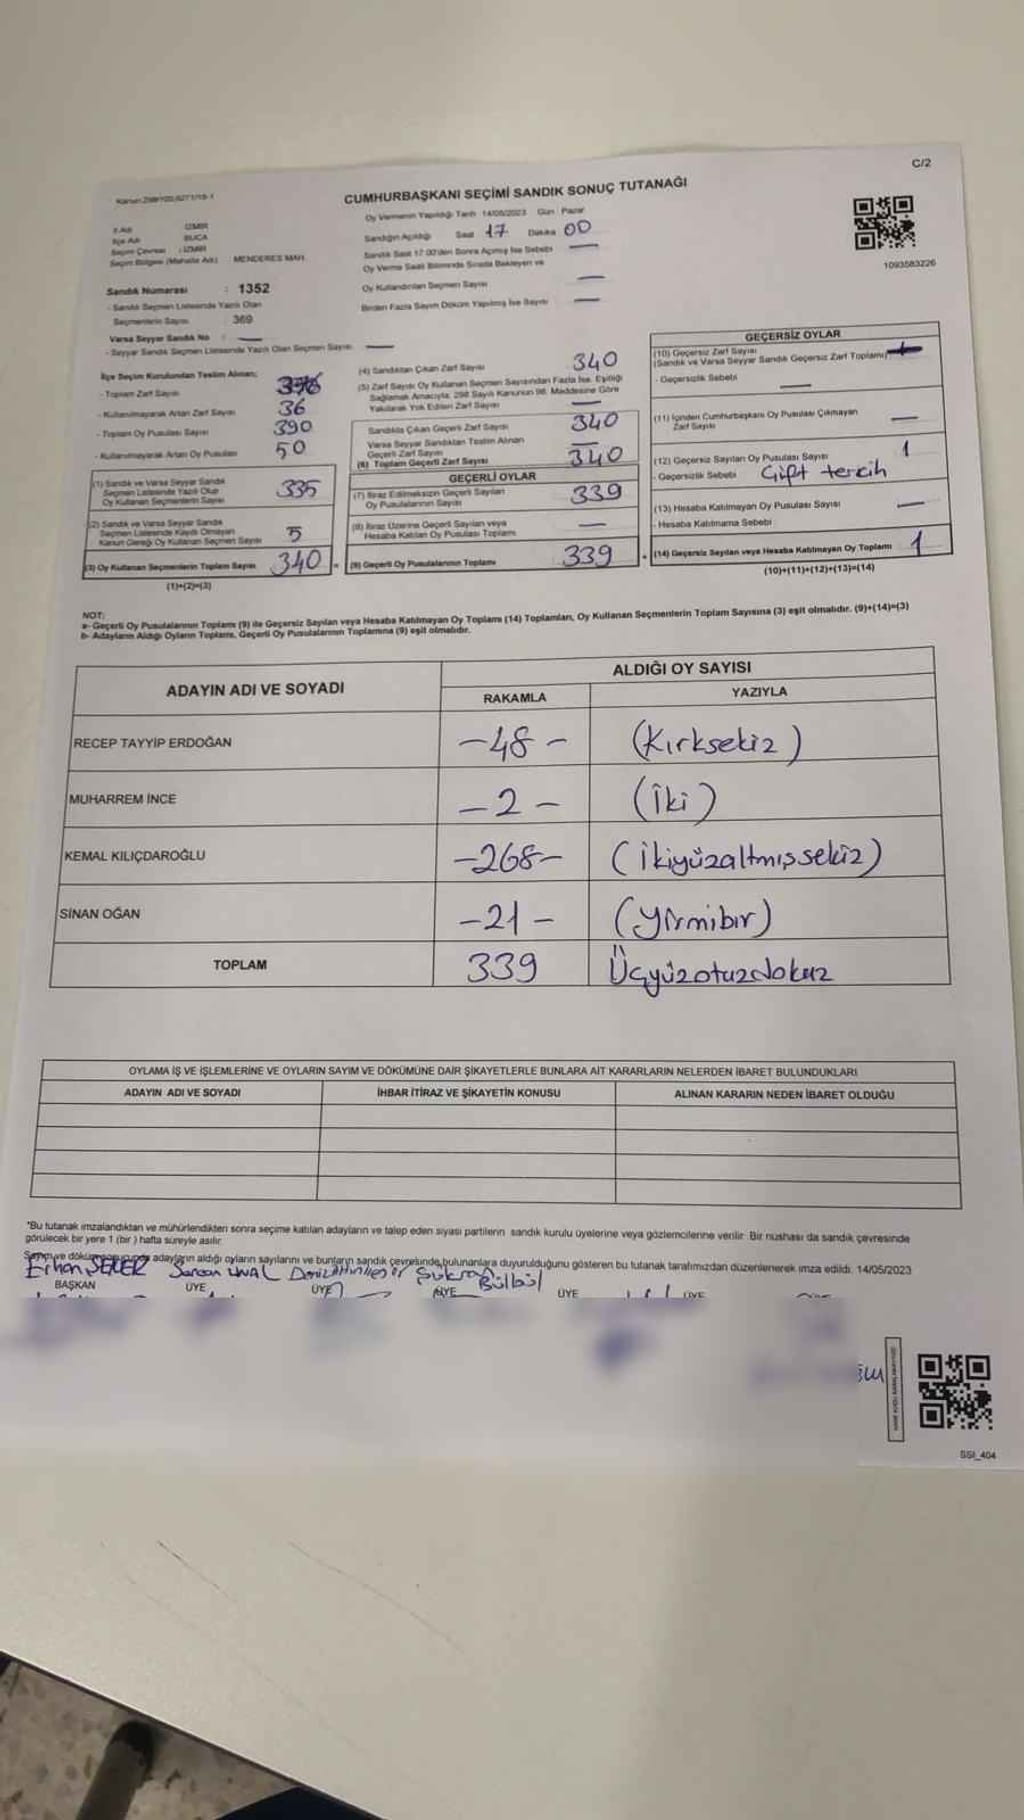 C/2
CUMHURBAŞKANI SEÇİMİ SANDIK SONUÇ TUTANAĞI
Oy Vermenin Yapıldığı Tarih 14/05/2023 Gün : Pazar
Sandığın Açıldığı Saat 17 Dakika 00
Sandık Saat 17:00'den Sonra Açılmış İse Sebebi —
Oy Verme Saati Bitiminde Sırada Bekleyen ve
Oy Kullandırılan Seçmen Sayısı —
Birden Fazla Sayım Döküm Yapılmış İse Sayısı —
1093583226
İl Adı : İZMİR
İlçe Adı : BUCA
Seçim Çevresi : İZMİR
Seçim Bölgesi (Mahalle Adı) : MENDERES MAH.
Sandık Numarası : 1352
- Sandık Seçmen Listesinde Yazılı Olan
Seçmenlerin Sayısı 369
Varsa Seyyar Sandık No : —
- Seyyar Sandık Seçmen Listesinde Yazılı Olan Seçmen Sayısı —
İlçe Seçim Kurulundan Teslim Alınan;
- Toplam Zarf Sayısı
- Kullanılmayarak Artan Zarf Sayısı 36
- Toplam Oy Pusulası Sayısı 390
- Kullanılmayarak Artan Oy Pusulası 50
(1) Sandık ve Varsa Seyyar Sandık
Seçmen Listesinde Yazılı Olup
Oy Kullanan Seçmenlerin Sayısı 335
(2) Sandık ve Varsa Seyyar Sandık
Seçmen Listesinde Kaydı Olmayan
Kanun Gereği Oy Kullanan Seçmen Sayısı 5
(3) Oy Kullanan Seçmenlerin Toplam Sayısı 340
(1)+(2)=(3)
(4) Sandıktan Çıkan Zarf Sayısı 340
(5) Zarf Sayısı Oy Kullanan Seçmen Sayısından Fazla İse, Eşitliği
Sağlamak Amacıyla; 298 Sayılı Kanunun 98. Maddesine Göre
Yakılarak Yok Edilen Zarf Sayısı —
Sandıkta Çıkan Geçerli Zarf Sayısı 340
Varsa Seyyar Sandıktan Teslim Alınan
Geçerli Zarf Sayısı —
(6) Toplam Geçerli Zarf Sayısı 340
GEÇERLİ OYLAR
(7) İtiraz Edilmeksizin Geçerli Sayılan
Oy Pusulalarının Sayısı 339
(8) İtiraz Üzerine Geçerli Sayılan veya
Hesaba Katılan Oy Pusulası Toplamı —
(9) Geçerli Oy Pusulalarının Toplamı 339
GEÇERSİZ OYLAR
(10) Geçersiz Zarf Sayısı
(Sandık ve Varsa Seyyar Sandık Geçersiz Zarf Toplamı)
- Geçersizlik Sebebi —
(11) İçinden Cumhurbaşkanı Oy Pusulası Çıkmayan
Zarf Sayısı —
(12) Geçersiz Sayılan Oy Pusulası Sayısı 1
- Geçersizlik Sebebi Çift tercih
(13) Hesaba Katılmayan Oy Pusulası Sayısı —
- Hesaba Katılmama Sebebi
(14) Geçersiz Sayılan veya Hesaba Katılmayan Oy Toplamı 1
(10)+(11)+(12)+(13)=(14)
NOT:
a- Geçerli Oy Pusulalarının Toplamı (9) ile Geçersiz Sayılan veya Hesaba Katılmayan Oy Toplamı (14) Toplamları, Oy Kullanan Seçmenlerin Toplam Sayısına (3) eşit olmalıdır. (9)+(14)=(3)
b- Adayların Aldığı Oyların Toplamı, Geçerli Oy Pusulalarının Toplamına (9) eşit olmalıdır.
ADAYIN ADI VE SOYADI
ALDIĞI OY SAYISI
RAKAMLA YAZIYLA
RECEP TAYYİP ERDOĞAN -48- (Kırksekiz)
MUHARREM İNCE -2- (İki)
KEMAL KILIÇDAROĞLU -268- (İkiyüzaltmışsekiz)
SİNAN OĞAN -21- (Yirmibir)
TOPLAM 339 Üçyüzotuzdokuz
OYLAMA İŞ VE İŞLEMLERİNE VE OYLARIN SAYIM VE DÖKÜMÜNE DAİR ŞİKAYETLERLE BUNLARA AİT KARARLARIN NELERDEN İBARET BULUNDUKLARI
ADAYIN ADI VE SOYADI İHBAR İTİRAZ VE ŞİKAYETİN KONUSU ALINAN KARARIN NEDEN İBARET OLDUĞU
*Bu tutanak imzalandıktan ve mühürlendikten sonra seçime katılan adayların ve talep eden siyasi partilerin sandık kurulu üyelerine veya gözlemcilerine verilir. Bir nushası da sandık çevresinde
görülecek bir yere 1 (bir) hafta süreyle asılır.
Sayım ve döküm sonucunda adayların aldığı oyların sayılarını ve bunların sandık çevresinde bulunanlara duyurulduğunu gösteren bu tutanak tarafımızdan düzenlenerek imza edildi. 14/05/2023
Erhan Bülbül
BAŞKAN ÜYE ÜYE ÜYE ÜYE ÜYE
SSI_404